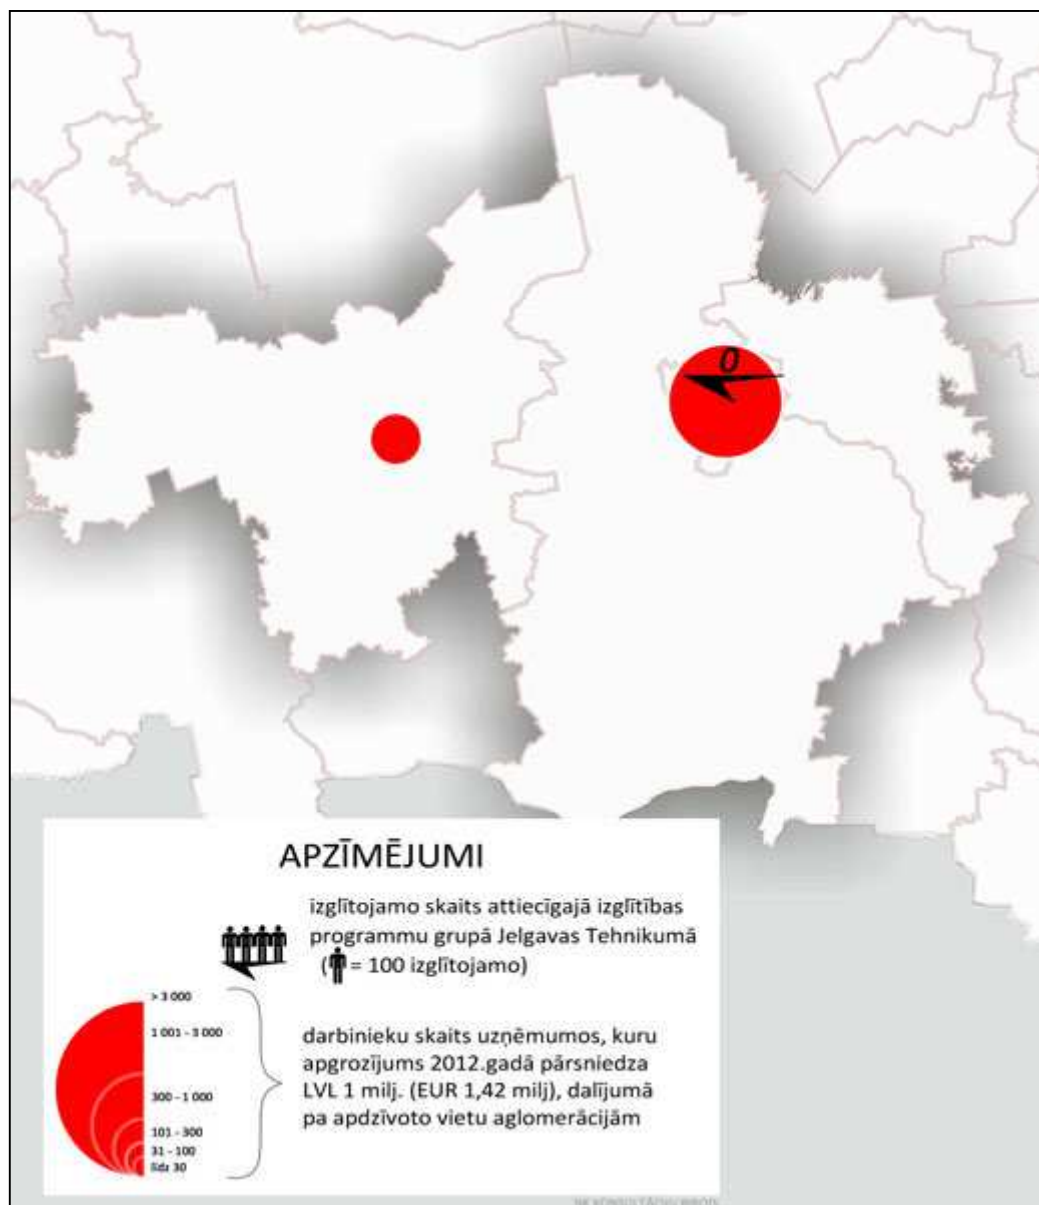 0
APZĪMĒJUMI
izglītojamo skaits attiecīgajā izglītības
programmu grupā Jelgavas Tehnikumā
(= 100 izglītojamo)
> 3 000
1 001 - 3 000
300 - 1 000
101 - 300
31 - 100
līdz 30
darbinieku skaits uzņēmumos, kuru
apgrozījums 2012.gadā pārsniedza
LVL 1 milj. (EUR 1,42 milj), dalījumā
pa apdzīvoto vietu aglomerācijām